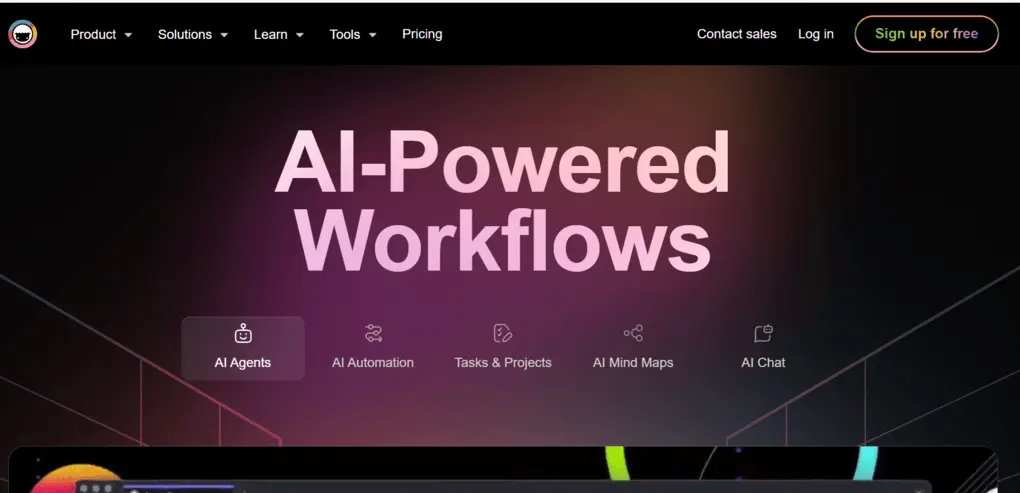 Product
Solutions
Learn
Tools
Pricing
Contact sales
Log in
Sign up for free
AI-Powered
Workflows
AI Agents
AI Automation
Tasks & Projects
AI Mind Maps
AI Chat